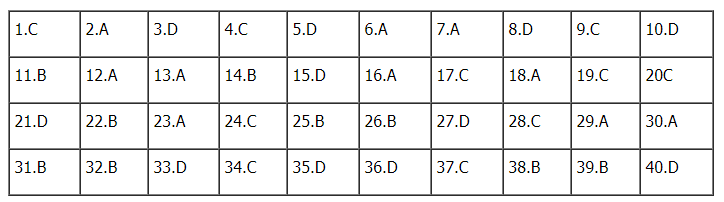 1.C 2.A 3.D 4.C 5.D 6.A 7.A 8.D 9.C 10.D
11.B 12.A 13.A 14.B 15.D 16.A 17.C 18.A 19.C 20C
21.D 22.B 23.A 24.C 25.B 26.B 27.D 28.C 29.A 30.A
31.B 32.B 33.D 34.C 35.D 36.D 37.C 38.B 39.B 40.D